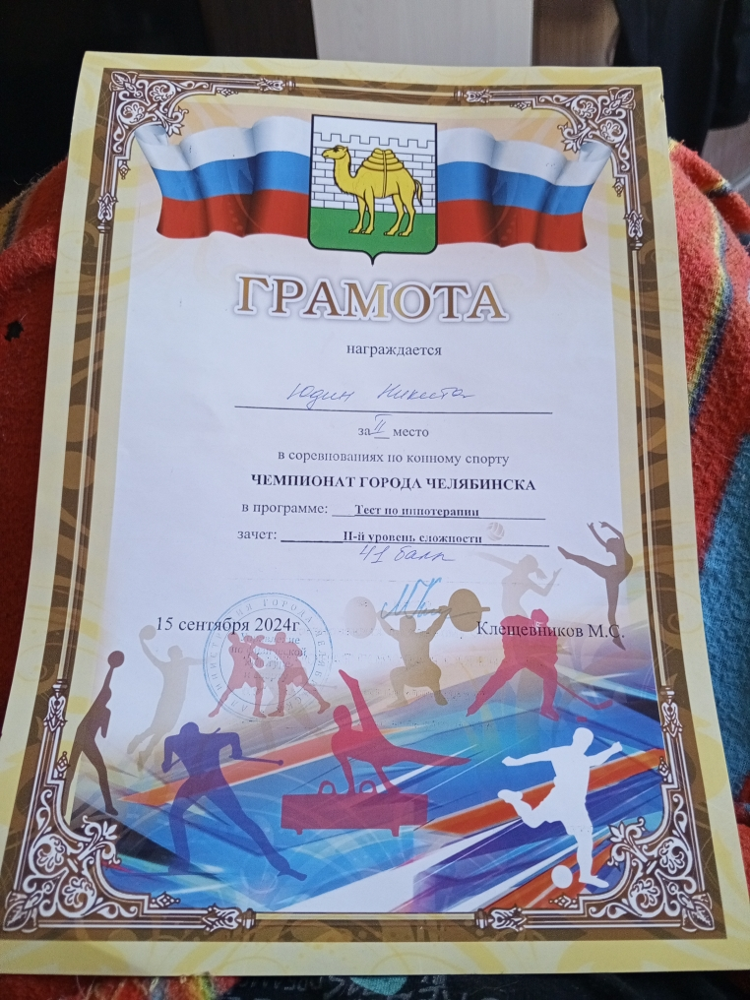 ГРАМОТА
награждается
Юдин Никита
за II место
в соревнованиях по конному спорту
ЧЕМПИОНАТ ГОРОДА ЧЕЛЯБИНСКА
в программе: Тест по иппотерапии
зачет: II-й уровень сложности
41 балл
15 сентября 2024г
Клещевников М.С.